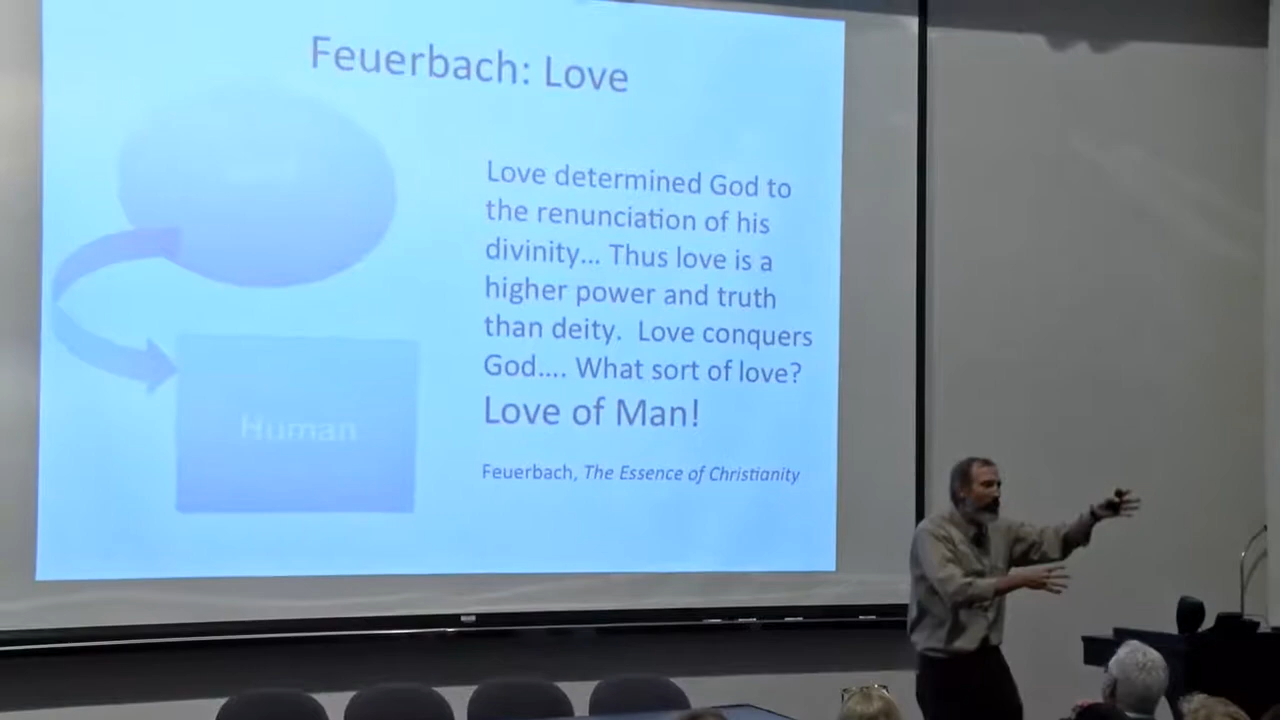 Feuerbach: Love
Love determined God to
the renunciation of his
divinity... Thus love is a
higher power and truth
than deity.  Love conquers
God.... What sort of love?
Love of Man!
Feuerbach, The Essence of Christianity
Human